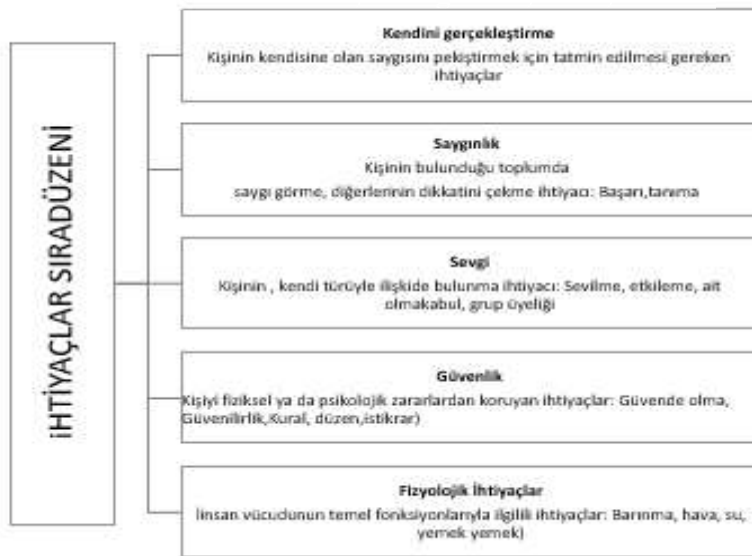 İHTİYAÇLAR SIRADÜZENİ
Kendini gerçekleştirme
Kişinin kendisine olan saygısını pekiştirmek için tatmin edilmesi gereken
ihtiyaçlar
Saygınlık
Kişinin bulunduğu toplumda
saygı görme, diğerlerinin dikkatini çekme ihtiyacı: Başarı,tanıma
Sevgi
Kişinin , kendi türüyle ilişkide bulunma ihtiyacı: Sevilme, etkileme, ait
olmakabul, grup üyeliği
Güvenlik
Kişiyi fiziksel ya da psikolojik zararlardan koruyan ihtiyaçlar: Güvende olma,
Güvenilirlik,Kural, düzen,istikrar)
Fizyolojik İhtiyaçlar
İinsan vücudunun temel fonksiyonlarıyla ilgilili ihtiyaçlar: Barınma, hava, su,
yemek yemek)